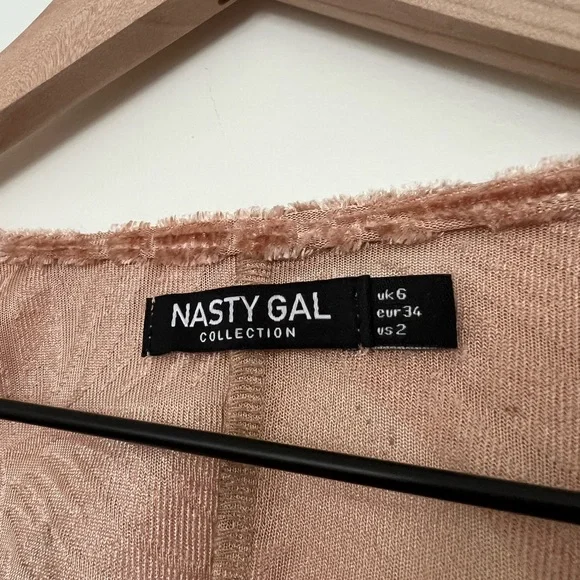 NASTY GAL
COLLECTION
uk6
eur34
us2